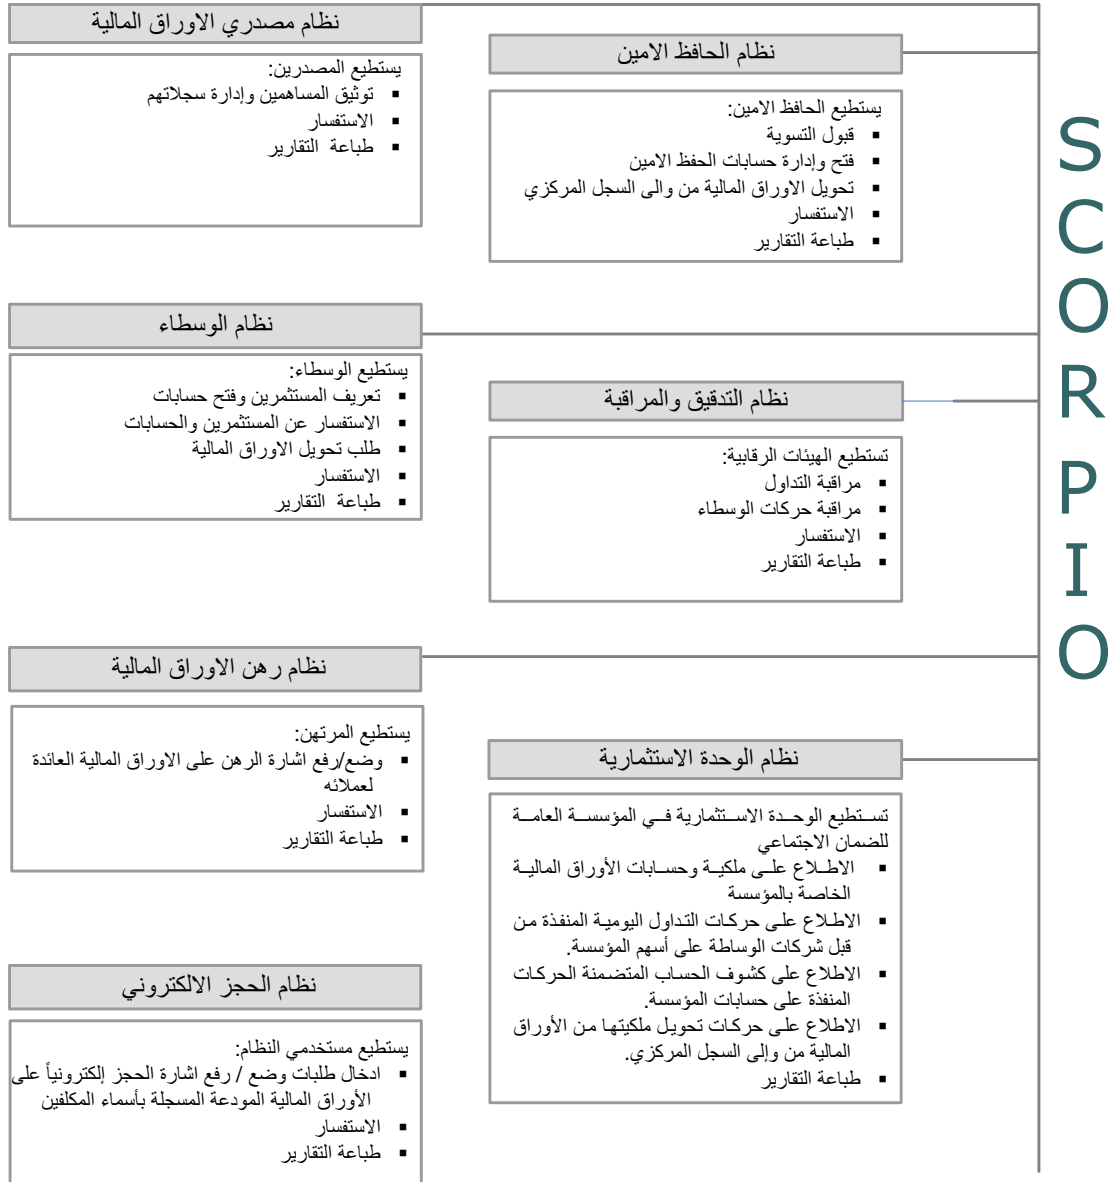 نظام مصدري الاوراق المالية
يستطيع المصدرين:
▪ توثيق المساهمين وإدارة سجلاتهم
▪ الاستفسار
▪ طباعة التقارير
نظام الحافظ الامين
يستطيع الحافظ الامين:
▪ قبول التسوية
▪ فتح وإدارة حسابات الحفظ الامين
▪ تحويل الاوراق المالية من والى السجل المركزي
▪ الاستفسار
▪ طباعة التقارير
نظام الوسطاء
يستطيع الوسطاء:
▪ تعريف المستثمرين وفتح حسابات
▪ الاستفسار عن المستثمرين والحسابات
▪ طلب تحويل الاوراق المالية
▪ الاستفسار
▪ طباعة التقارير
نظام التدقيق والمراقبة
تستطيع الهيئات الرقابية:
▪ مراقبة التداول
▪ مراقبة حركات الوسطاء
▪ الاستفسار
▪ طباعة التقارير
نظام رهن الاوراق المالية
يستطيع المرتهن:
▪ وضع/رفع اشارة الرهن على الاوراق المالية العائدة
لعملائه
▪ الاستفسار
▪ طباعة التقارير
نظام الوحدة الاستثمارية
تستطيع الوحدة الاستثمارية في المؤسسة العامة
للضمان الاجتماعي
▪ الاطلاع على ملكية وحسابات الأوراق المالية
الخاصة بالمؤسسة
▪ الاطلاع على حركات التداول اليومية المنفذة من
قبل شركات الوساطة على أسهم المؤسسة.
▪ الاطلاع على كشوف الحساب المتضمنة الحركات
المنفذة على حسابات المؤسسة.
▪ الاطلاع على حركات تحويل ملكيتها من الأوراق
المالية من وإلى السجل المركزي.
▪ طباعة التقارير
نظام الحجز الالكتروني
يستطيع مستخدمي النظام:
▪ ادخال طلبات وضع / رفع اشارة الحجز إلكترونياً على
الأوراق المالية المودعة المسجلة بأسماء المكلفين
▪ الاستفسار
▪ طباعة التقارير
S
C
O
R
P
I
O